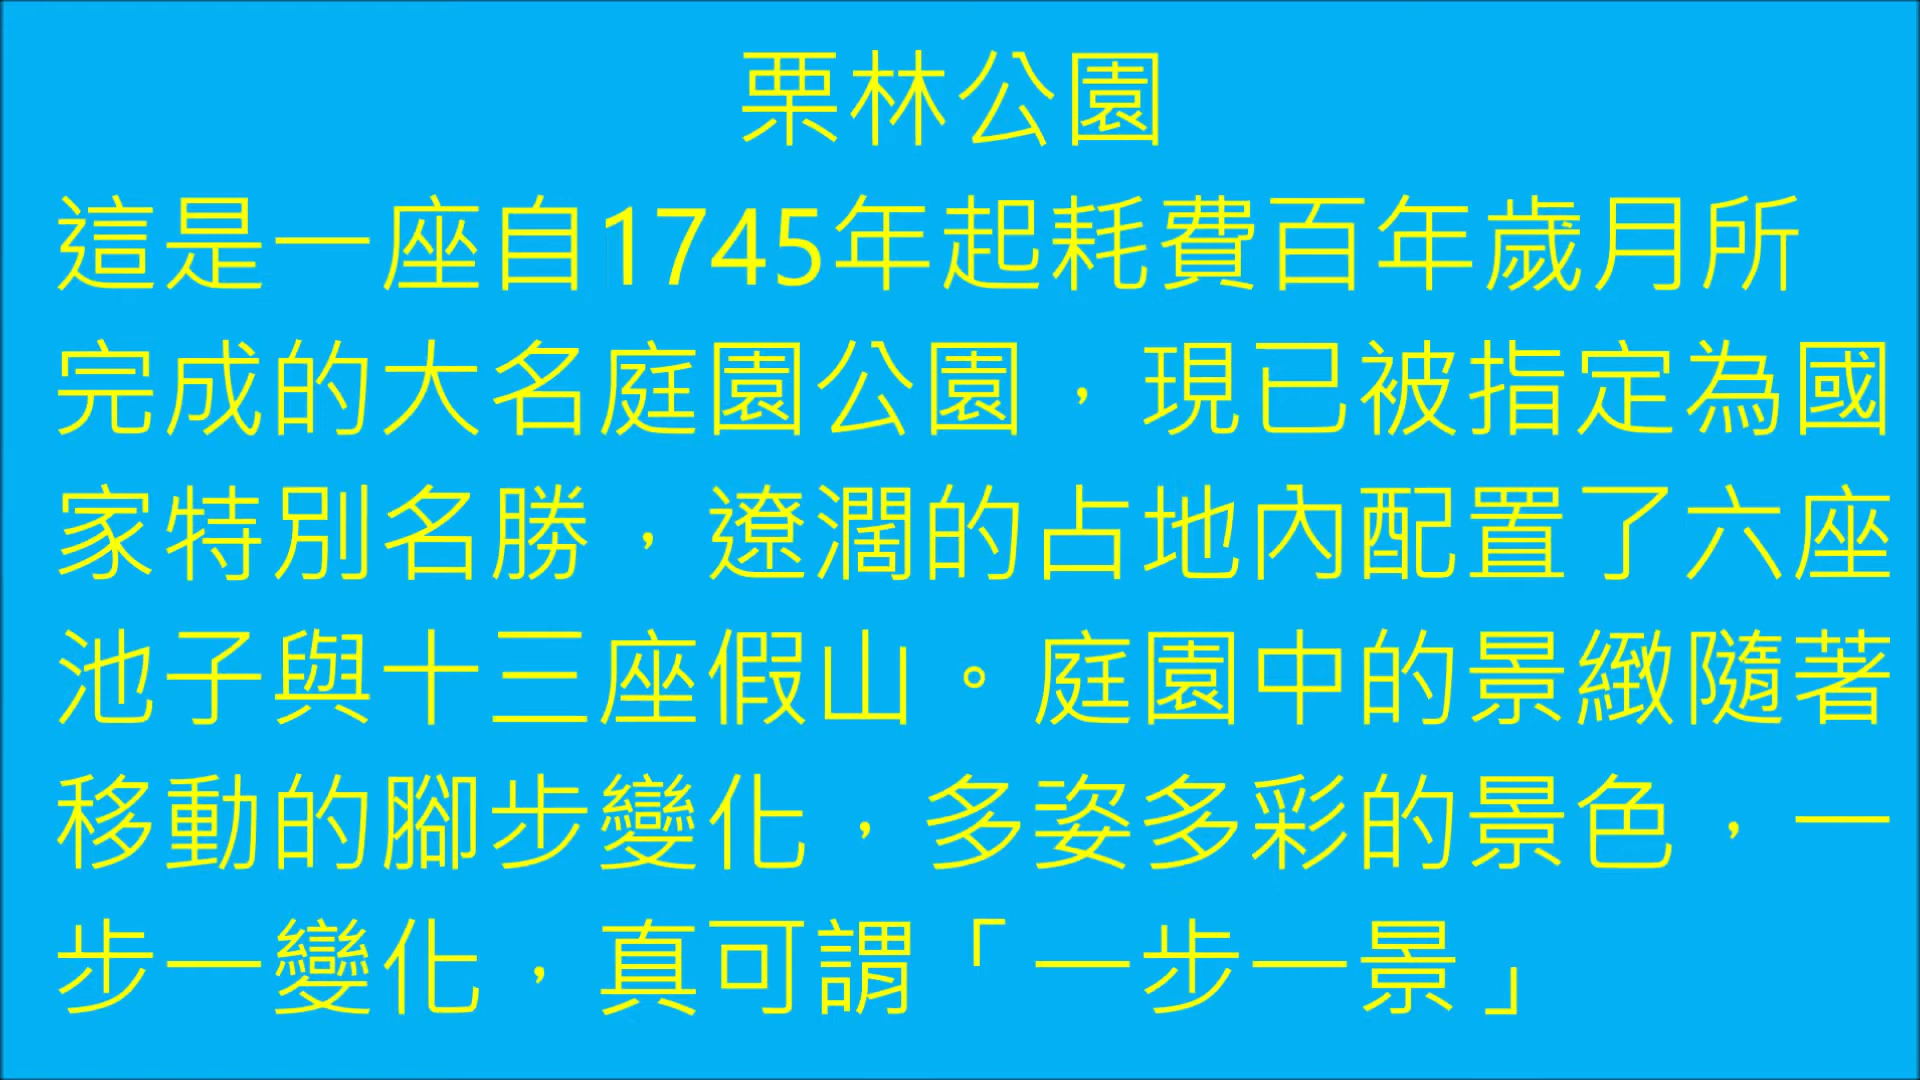 栗林公園
這是一座自1745年起耗費百年歲月所
完成的大名庭園公園，現已被指定為國
家特別名勝，遼濶的占地內配置了六座
池子與十三座假山。庭園中的景緻隨著
移動的腳步變化，多姿多彩的景色，一
步一變化，真可謂「一步一景」